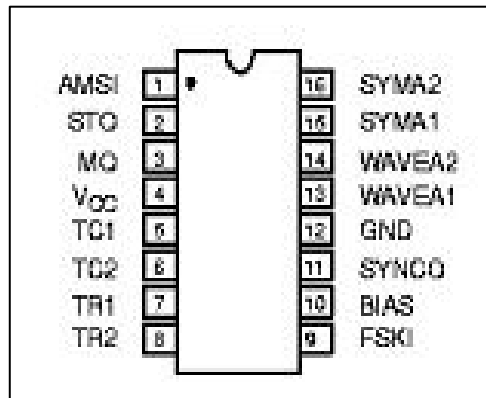 AMSI 1 16 SYMA2
STO 2 15 SYMA1
MO 3 14 WAVEA2
VCC 4 13 WAVEA1
TC1 5 12 GND
TC2 6 11 SYNCO
TR1 7 10 BIAS
TR2 8 9 FSKI